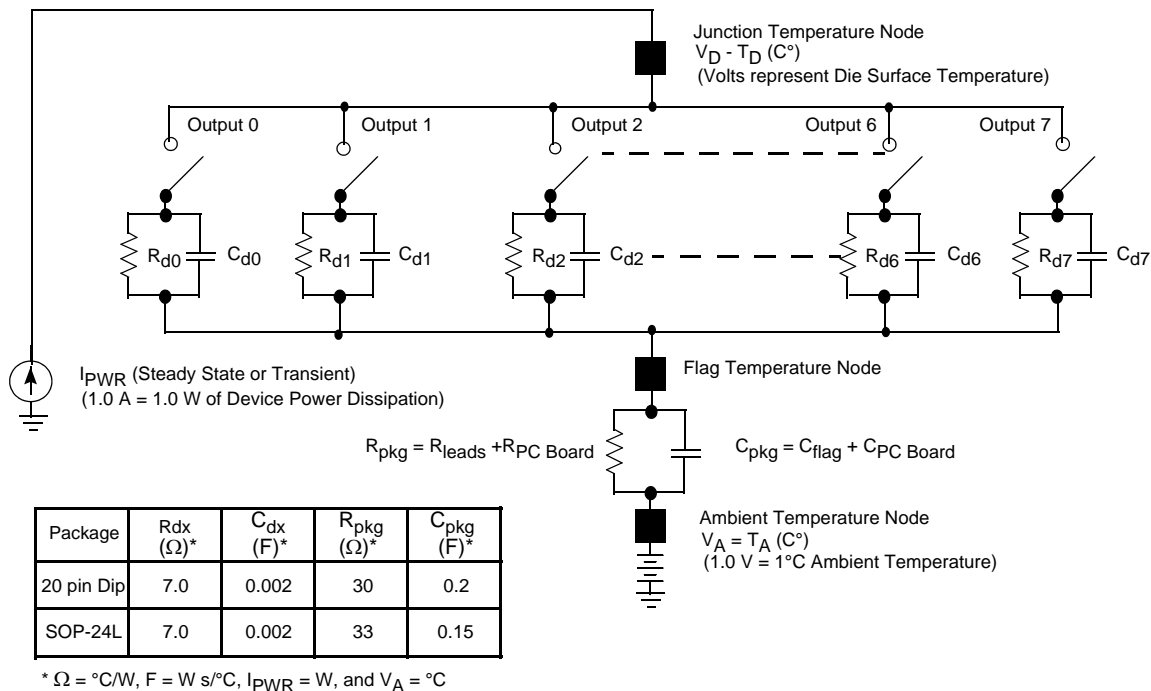 Junction Temperature Node
VD - TD (C°)
(Volts represent Die Surface Temperature)
Output 0
Output 1
Output 2
Output 6
Output 7
Rd0
Cd0
Rd1
Cd1
Rd2
Cd2
Rd6
Cd6
Rd7
Cd7
IPWR (Steady State or Transient)
(1.0 A = 1.0 W of Device Power Dissipation)
Flag Temperature Node
Rpkg = Rleads +RPC Board
Cpkg = Cflag + CPC Board
Ambient Temperature Node
VA = TA (C°)
(1.0 V = 1°C Ambient Temperature)
Package Rdx (Ω)* Cdx (F)* Rpkg (Ω)* Cpkg (F)*
20 pin Dip 7.0 0.002 30 0.2
SOP-24L 7.0 0.002 33 0.15
* Ω = °C/W, F = W s/°C, IPWR = W, and VA = °C